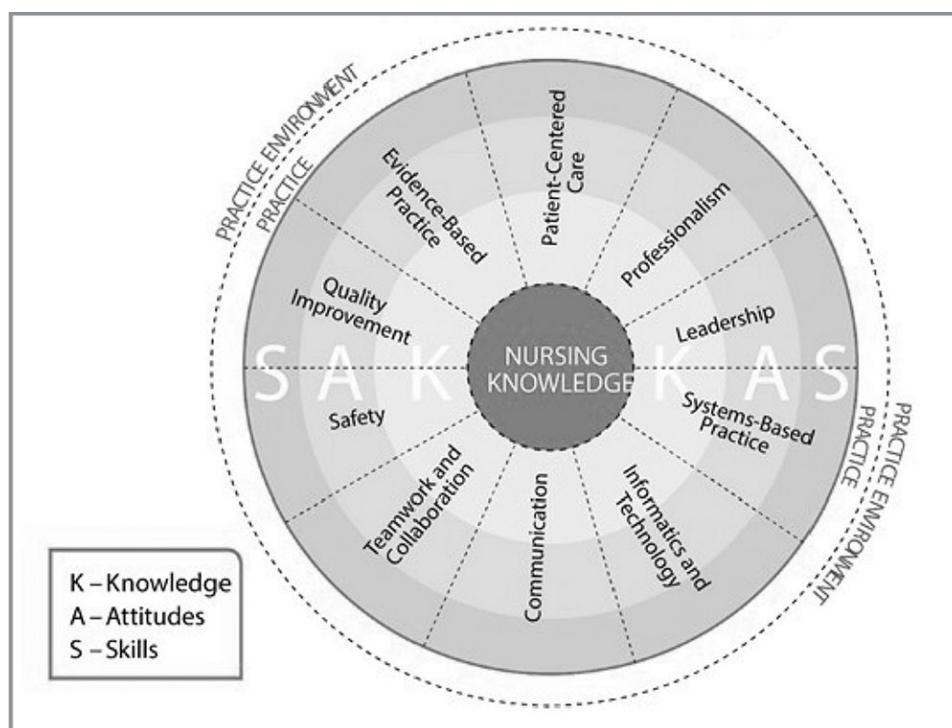 PRACTICE ENVIRONMENT
PRACTICE
Patient-Centered
Care
Evidence-Based
Practice
Professionalism
Quality
Improvement
Leadership
S A K
NURSING
KNOWLEDGE
K A S
Safety
Systems-Based
Practice
PRACTICE
PRACTICE ENVIRONMENT
Teamwork and
Collaboration
Communication
Informatics and
Technology
K – Knowledge
A – Attitudes
S – Skills